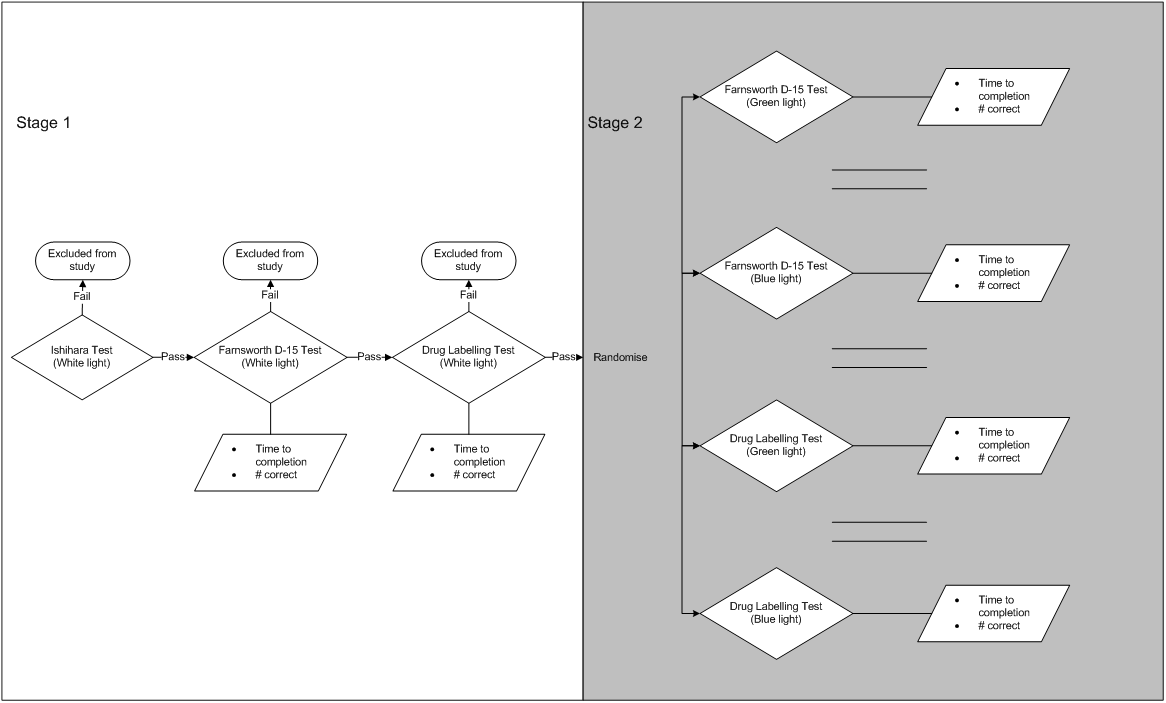 Stage 1
Excluded from
study
Fail
Ishihara Test
(White light)
Pass
Excluded from
study
Fail
Farnsworth D-15 Test
(White light)
Pass
• Time to
completion
• # correct
Excluded from
study
Fail
Drug Labelling Test
(White light)
Pass
• Time to
completion
• # correct
Stage 2
Randomise
Farnsworth D-15 Test
(Green light)
• Time to
completion
• # correct
Farnsworth D-15 Test
(Blue light)
• Time to
completion
• # correct
Drug Labelling Test
(Green light)
• Time to
completion
• # correct
Drug Labelling Test
(Blue light)
• Time to
completion
• # correct